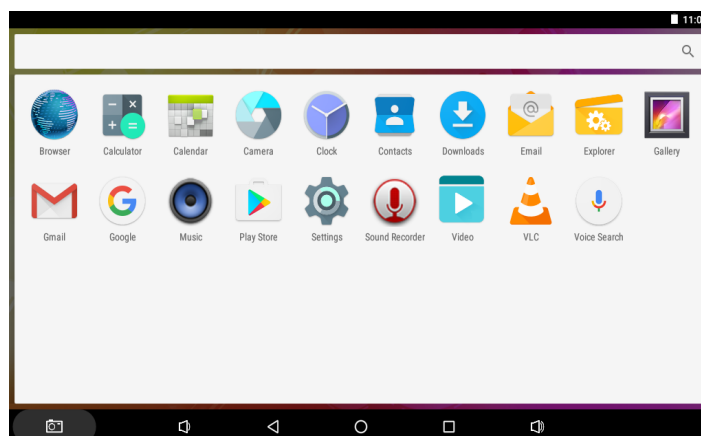 11:0
Browser Calculator Calendar Camera Clock Contacts Downloads Email Explorer Gallery
Gmail Google Music Play Store Settings Sound Recorder Video VLC Voice Search